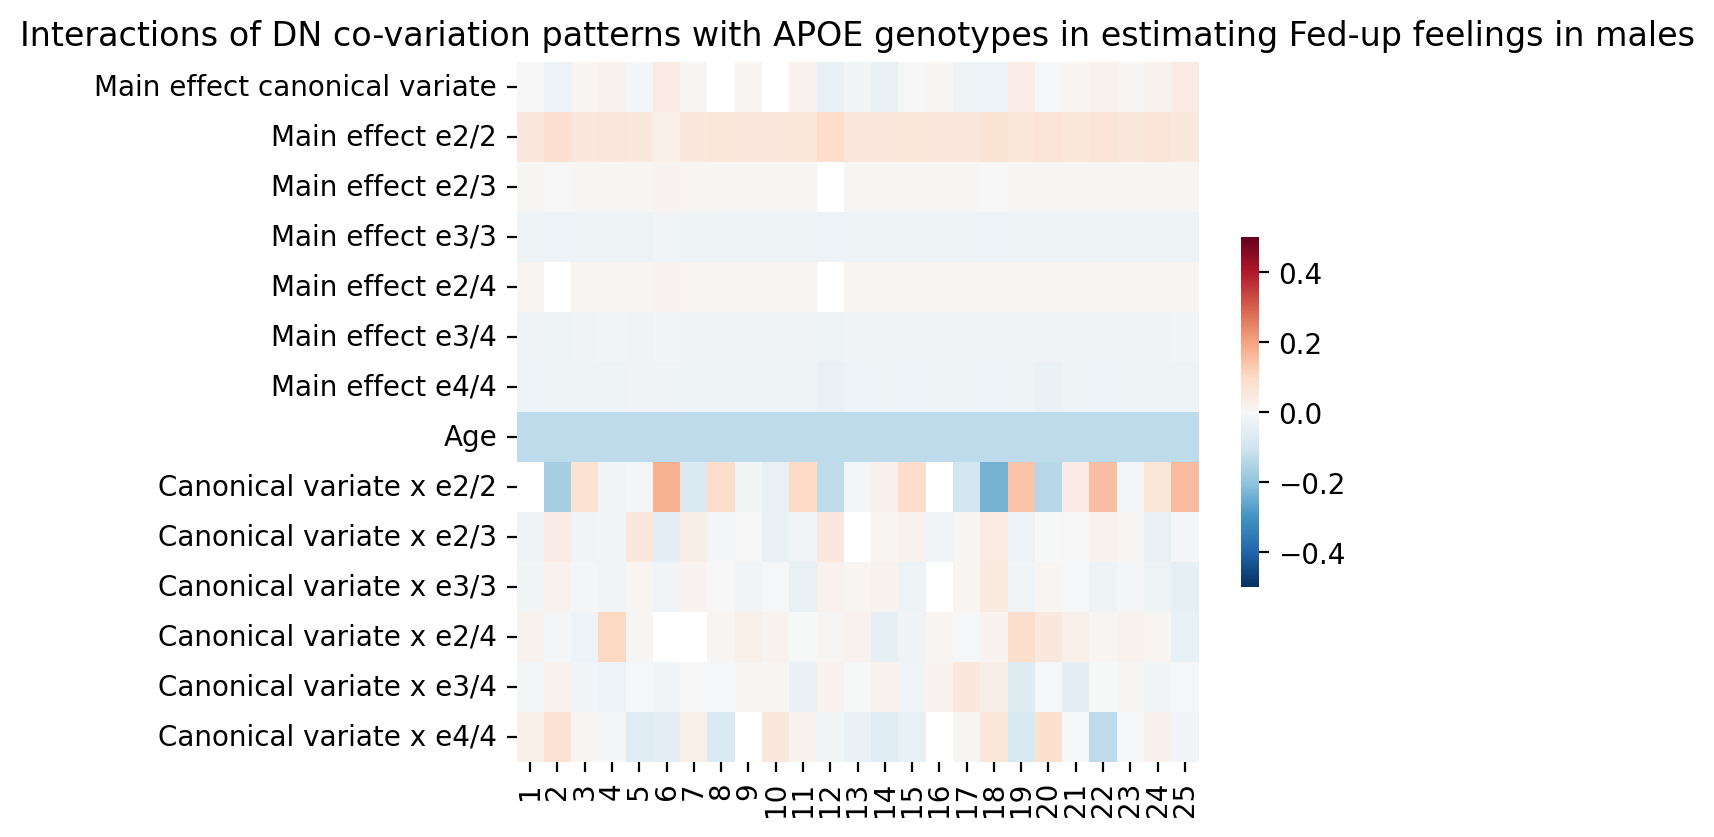 Interactions of DN co-variation patterns with APOE genotypes in estimating Fed-up feelings in males
Main effect canonical variate
Main effect e2/2
Main effect e2/3
Main effect e3/3
Main effect e2/4
Main effect e3/4
Main effect e4/4
Age
Canonical variate x e2/2
Canonical variate x e2/3
Canonical variate x e3/3
Canonical variate x e2/4
Canonical variate x e3/4
Canonical variate x e4/4
1 2 3 4 5 6 7 8 9 10 11 12 13 14 15 16 17 18 19 20 21 22 23 24 25
0.4
0.2
0.0
−0.2
−0.4